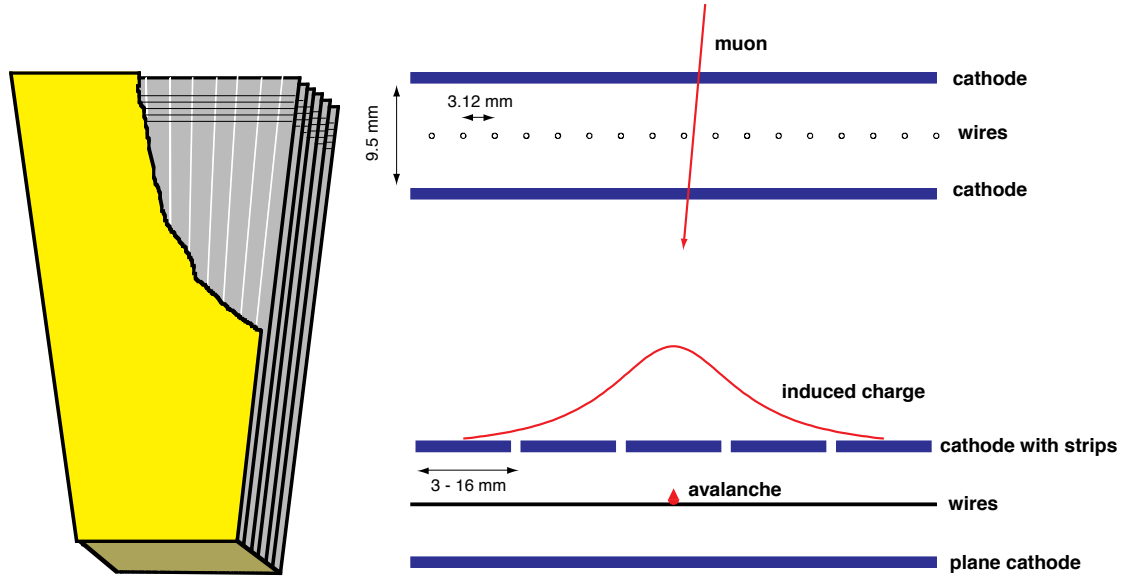 muon
cathode
3.12 mm
9.5 mm
wires
cathode
induced charge
cathode with strips
3 - 16 mm
avalanche
wires
plane cathode